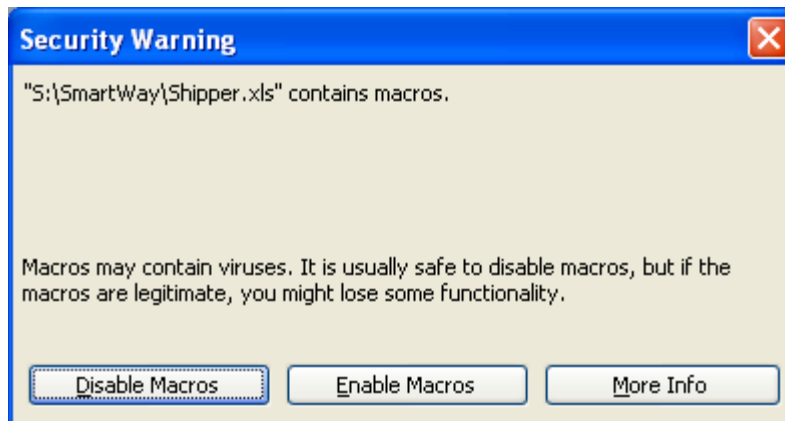 Security Warning
"S:\SmartWay\Shipper.xls" contains macros.
Macros may contain viruses. It is usually safe to disable macros, but if the
macros are legitimate, you might lose some functionality.
Disable Macros Enable Macros More Info